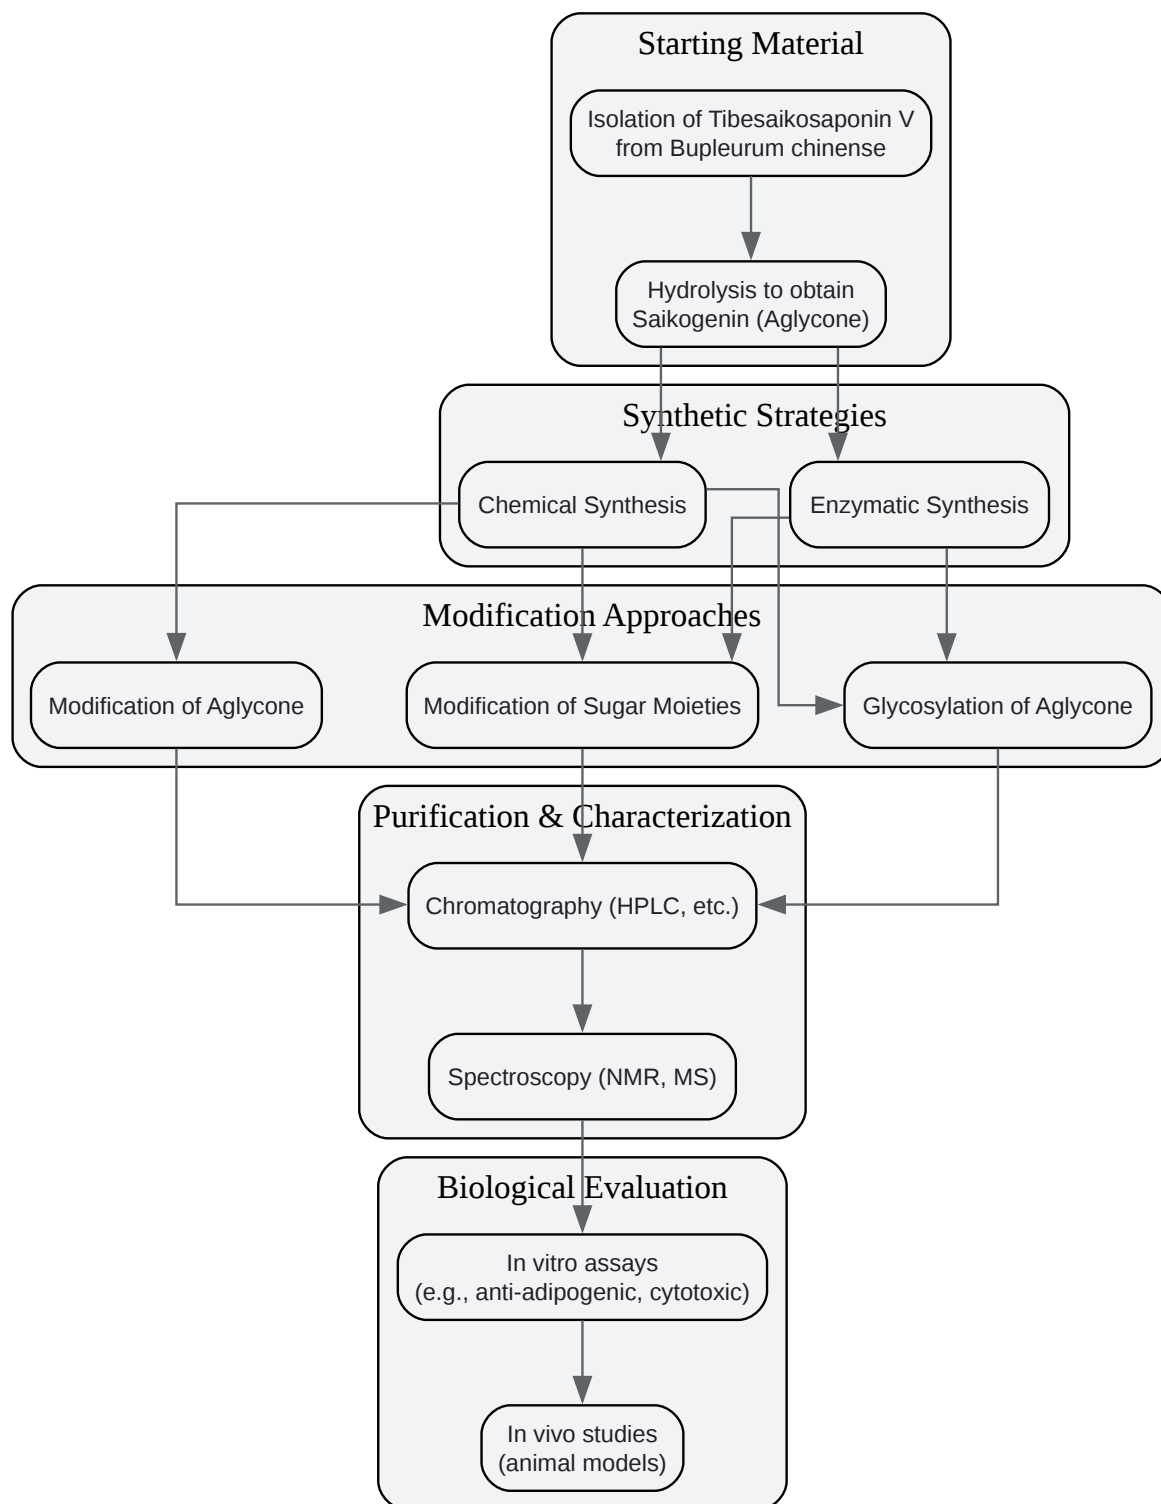 Starting Material
Isolation of Tibesaikosaponin V
from Bupleurum chinense
Hydrolysis to obtain
Saikogenin (Aglycone)
Synthetic Strategies
Chemical Synthesis
Enzymatic Synthesis
Modification Approaches
Modification of Aglycone
Modification of Sugar Moieties
Glycosylation of Aglycone
Purification & Characterization
Chromatography (HPLC, etc.)
Spectroscopy (NMR, MS)
Biological Evaluation
In vitro assays
(e.g., anti-adipogenic, cytotoxic)
In vivo studies
(animal models)